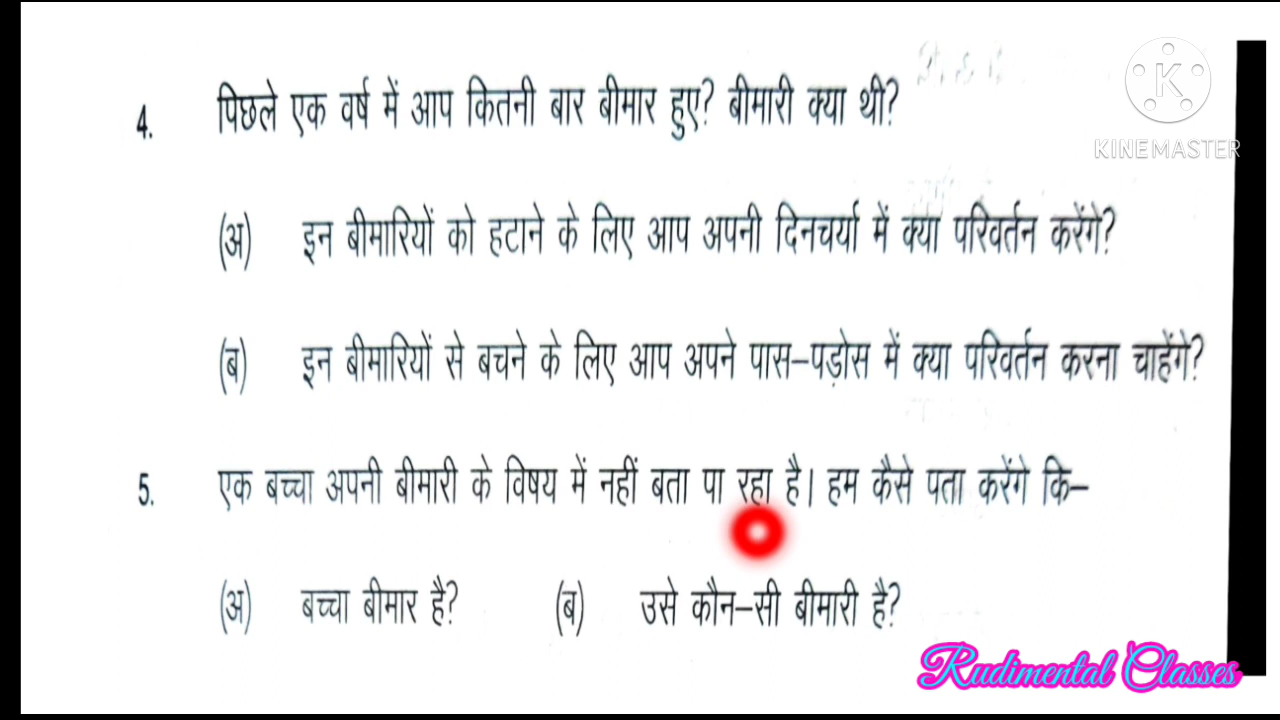 4. पिछले एक वर्ष में आप कितनी बार बीमार हुए? बीमारी क्या थी?
KINEMASTER
(अ) इन बीमारियों को हटाने के लिए आप अपनी दिनचर्या में क्या परिवर्तन करेंगे?
(ब) इन बीमारियों से बचने के लिए आप अपने पास-पड़ोस में क्या परिवर्तन करना चाहेंगे?
5. एक बच्चा अपनी बीमारी के विषय में नहीं बता पा रहा है। हम कैसे पता करेंगे कि-
(अ) बच्चा बीमार है? (ब) उसे कौन-सी बीमारी है?
Rudimental Classes